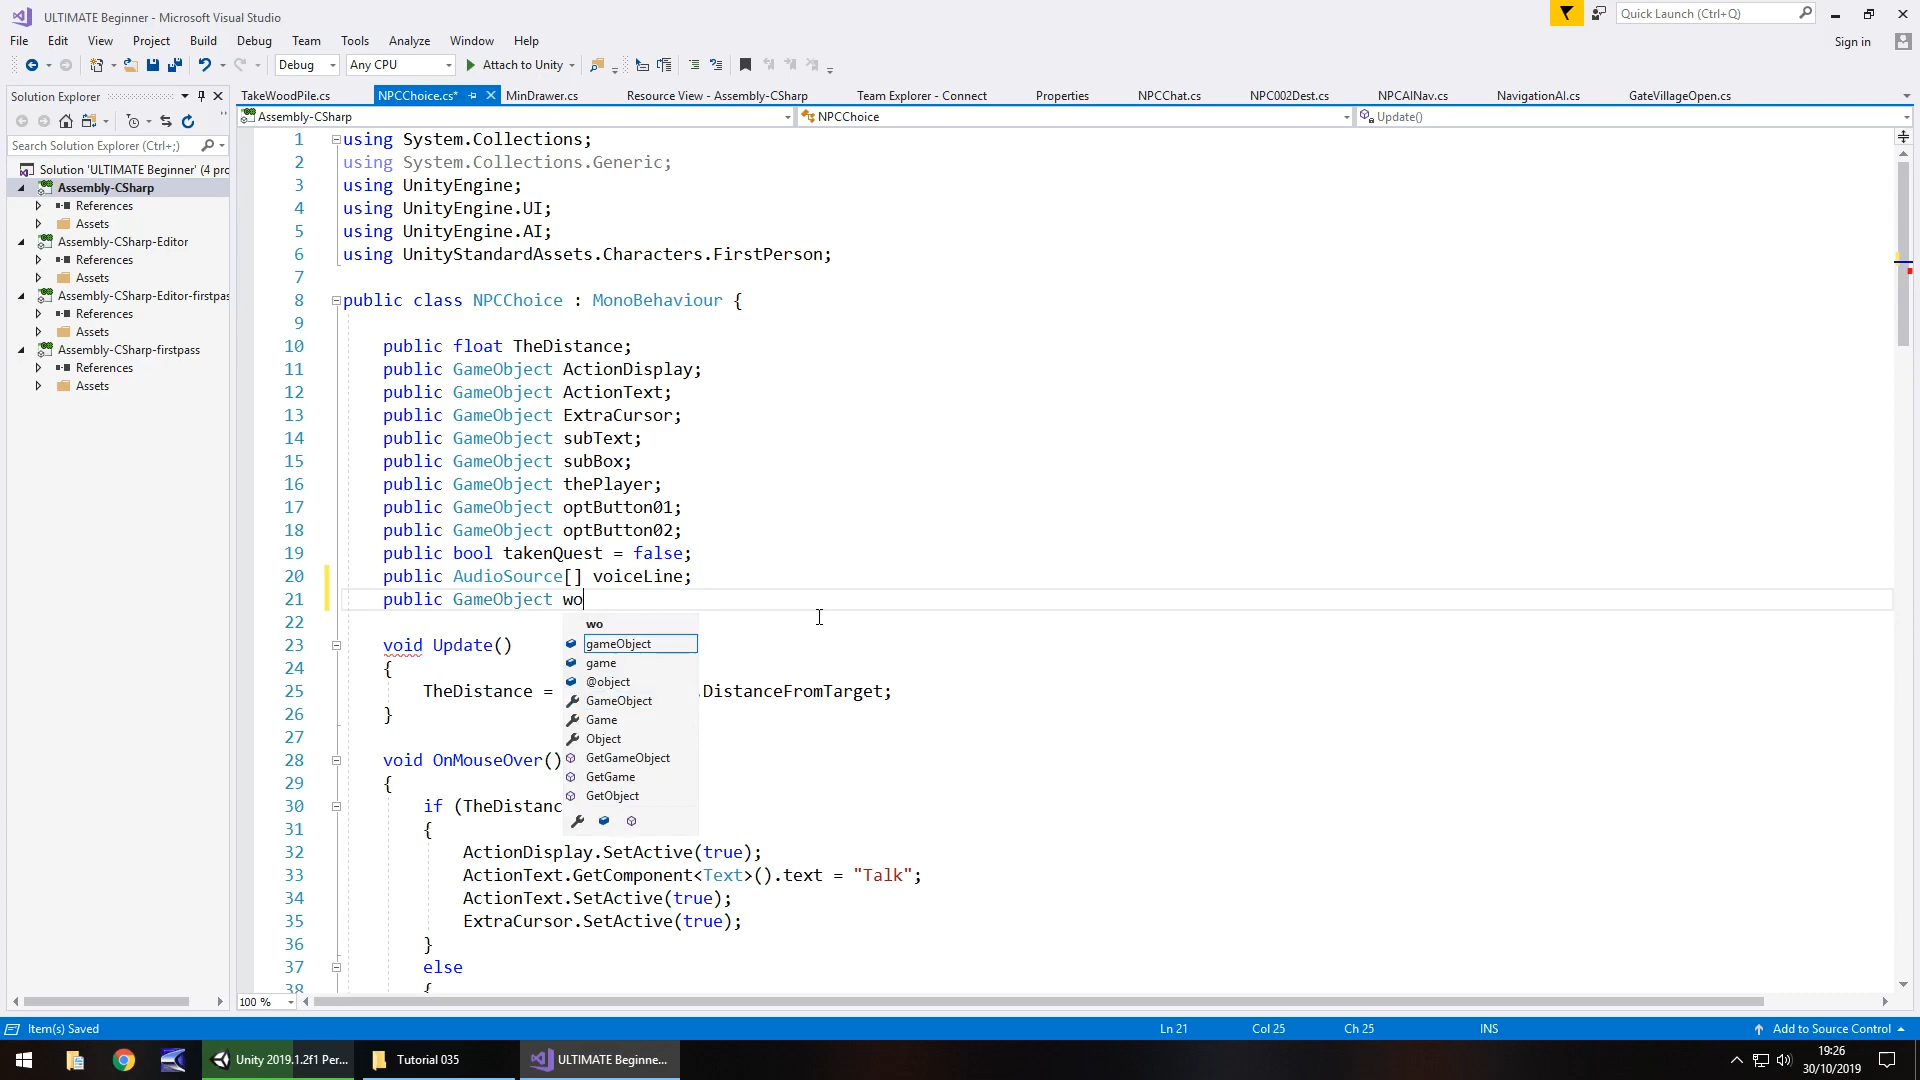 ULTIMATE Beginner - Microsoft Visual Studio
Quick Launch (Ctrl+Q)
File Edit View Project Build Debug Team Tools Analyze Window Help
Sign in
Debug Any CPU Attach to Unity
Solution Explorer
TakeWoodPile.cs NPCChoice.cs* MinDrawer.cs Resource View - Assembly-CSharp Team Explorer - Connect Properties NPCChat.cs NPC002Dest.cs NPCAINav.cs NavigationAI.cs GateVillageOpen.cs
Assembly-CSharp NPCChoice Update()
Search Solution Explorer (Ctrl+;)
Solution 'ULTIMATE Beginner' (4 pro
Assembly-CSharp
References
Assets
Assembly-CSharp-Editor
References
Assets
Assembly-CSharp-Editor-firstpas
References
Assets
Assembly-CSharp-firstpass
References
Assets
1 using System.Collections;
2 using System.Collections.Generic;
3 using UnityEngine;
4 using UnityEngine.UI;
5 using UnityEngine.AI;
6 using UnityStandardAssets.Characters.FirstPerson;
7
8 public class NPCChoice : MonoBehaviour {
9
10 public float TheDistance;
11 public GameObject ActionDisplay;
12 public GameObject ActionText;
13 public GameObject ExtraCursor;
14 public GameObject subText;
15 public GameObject subBox;
16 public GameObject thePlayer;
17 public GameObject optButton01;
18 public GameObject optButton02;
19 public bool takenQuest = false;
20 public AudioSource[] voiceLine;
21 public GameObject wo
22
23 void Update()
24 {
25 TheDistance = .DistanceFromTarget;
26 }
27
28 void OnMouseOver()
29 {
30 if (TheDistanc
31 {
32 ActionDisplay.SetActive(true);
33 ActionText.GetComponent<Text>().text = "Talk";
34 ActionText.SetActive(true);
35 ExtraCursor.SetActive(true);
36 }
37 else
38 {
wo
gameObject
game
@object
GameObject
Game
Object
GetGameObject
GetGame
GetObject
100 %
Item(s) Saved Ln 21 Col 25 Ch 25 INS Add to Source Control
Unity 2019.1.2f1 Per... Tutorial 035 ULTIMATE Beginne...
19:26
30/10/2019